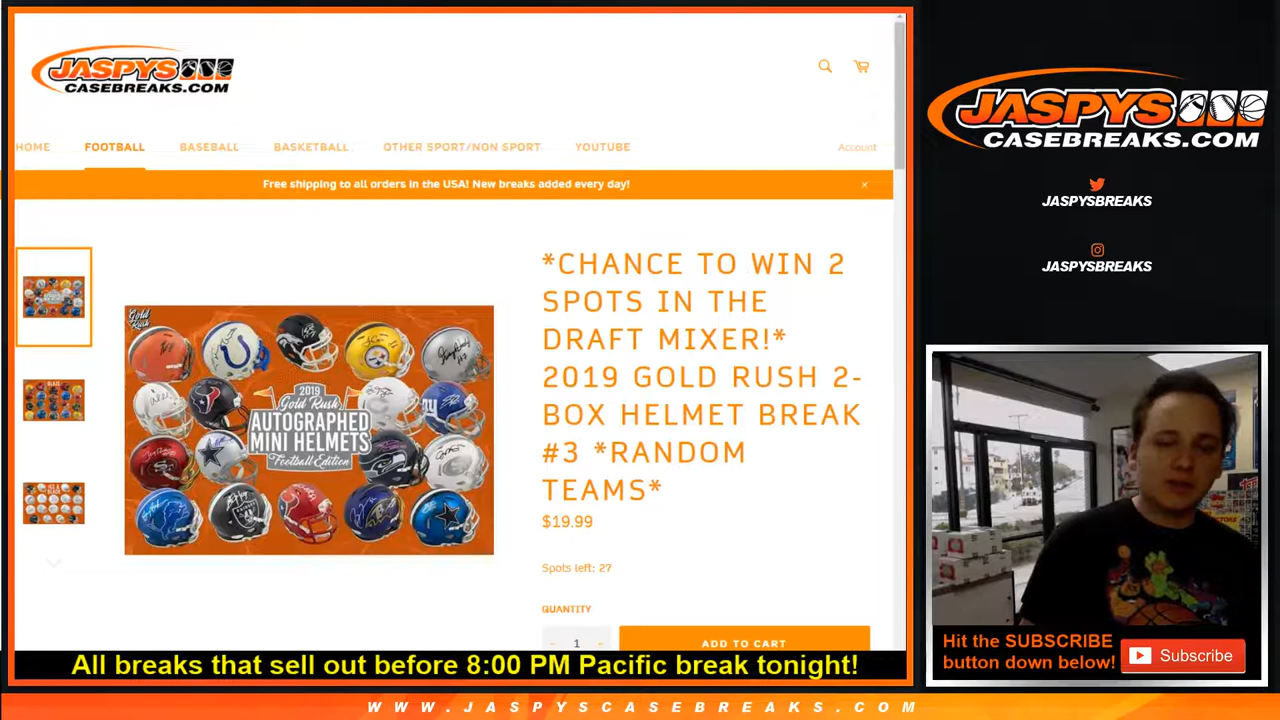 JASPYS
CASEBREAKS.COM
HOME FOOTBALL BASEBALL BASKETBALL OTHER SPORT/NON SPORT YOUTUBE Account
Free shipping to all orders in the USA! New breaks added every day! ×
Gold Rush
2019
Gold Rush
AUTOGRAPHED
MINI HELMETS
Football Edition
*CHANCE TO WIN 2
SPOTS IN THE
DRAFT MIXER!*
2019 GOLD RUSH 2-
BOX HELMET BREAK
#3 *RANDOM
TEAMS*
$19.99
Spots left: 27
QUANTITY
- 1 +
ADD TO CART
All breaks that sell out before 8:00 PM Pacific break tonight!
JASPYS
CASEBREAKS.COM
JASPYSBREAKS
JASPYSBREAKS
Hit the SUBSCRIBE
button down below!
Subscribe
WWW.JASPYSCASEBREAKS.COM